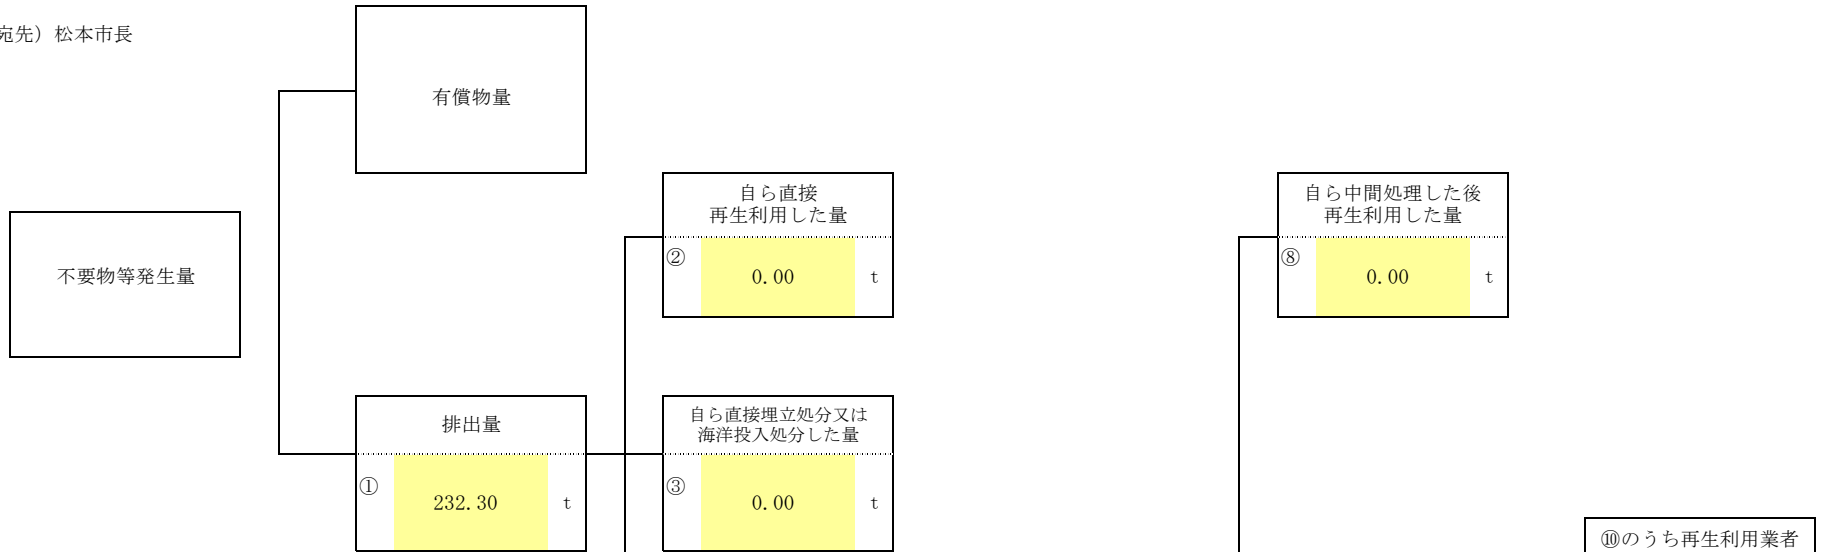 宛先）松本市長
有償物量
自ら直接
再生利用した量
②
0.00
t
自ら中間処理した後
再生利用した量
⑧
0.00
t
不要物等発生量
排出量
①
232.30
t
自ら直接埋立処分又は
海洋投入処分した量
③
0.00
t
⑩のうち再生利用業者